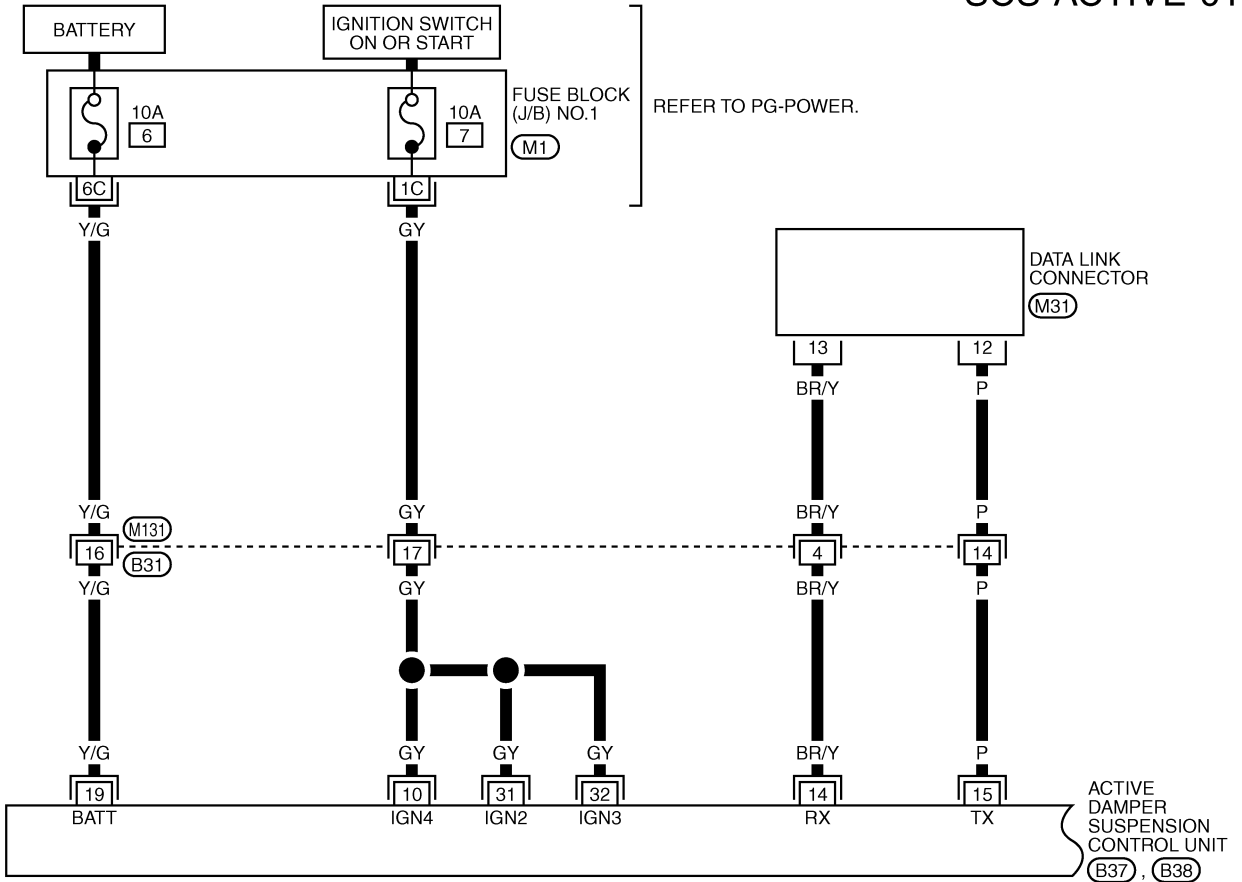 BATTERY
IGNITION SWITCH
ON OR START
10A
6
10A
7
FUSE BLOCK
(J/B) NO.1
M1
REFER TO PG-POWER.
6C
1C
Y/G
GY
DATA LINK
CONNECTOR
M31
13
12
BR/Y
P
Y/G
GY
BR/Y
P
M131
16
17
4
14
B31
Y/G
GY
BR/Y
P
Y/G
GY
GY
GY
BR/Y
P
19
10
31
32
14
15
BATT
IGN4
IGN2
IGN3
RX
TX
ACTIVE
DAMPER
SUSPENSION
CONTROL UNIT
B37 , B38